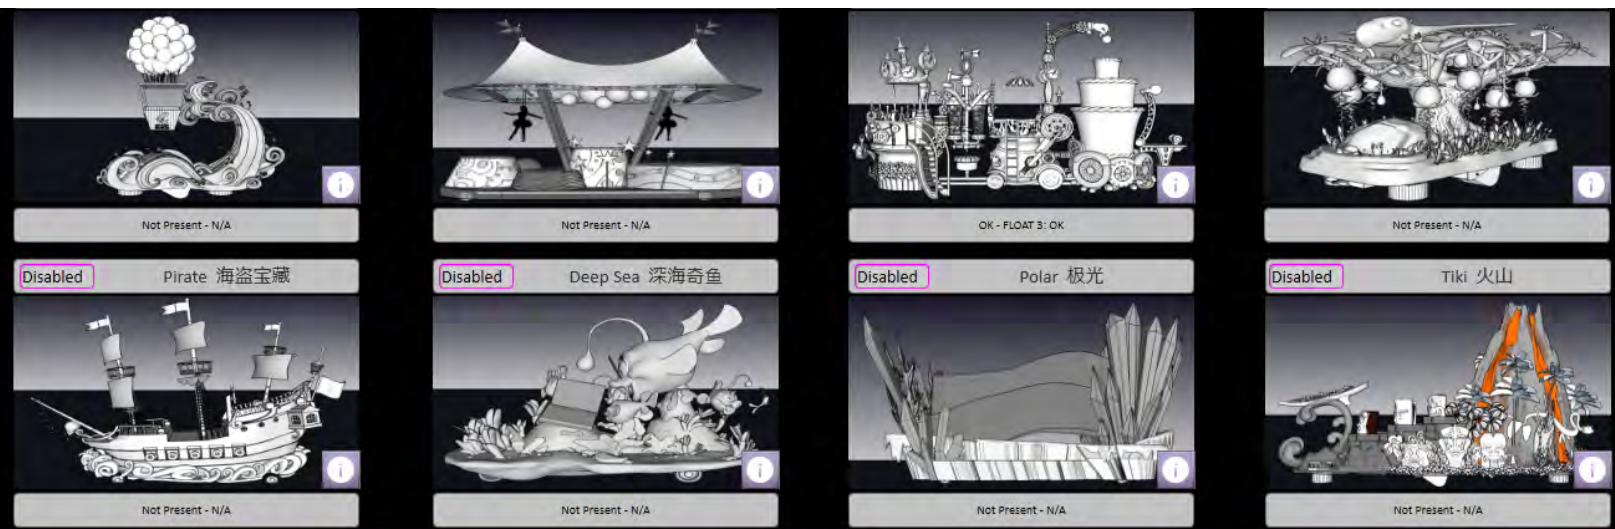 Not Present - N/A
Not Present - N/A
OK - FLOAT 3: OK
Not Present - N/A
Disabled Pirate 海盗宝藏
Disabled Deep Sea 深海奇鱼
Disabled Polar 极光
Disabled Tiki 火山
Not Present - N/A
Not Present - N/A
Not Present - N/A
Not Present - N/A